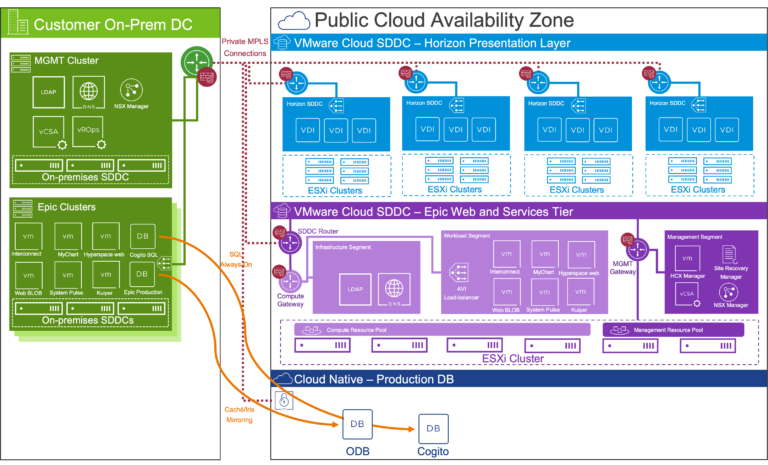 Customer On-Prem DC
MGMT Cluster
LDAP
DNS
NSX Manager
vCSA
vROps
On-premises SDDC
Epic Clusters
vm
vm
vm
DB
Interconnect
MyChart
Hyperspace web
Cogito SQL
vm
vm
vm
DB
Web BLOB
System Pulse
Kuiper
Epic Production
On-premises SDDCs
Private MPLS
Connections
SQL
Always On
Caché/Iris
Mirroring
Public Cloud Availability Zone
VMware Cloud SDDC – Horizon Presentation Layer
Horizon SDDC
VDI
VDI
VDI
ESXi Clusters
Horizon SDDC
VDI
VDI
VDI
ESXi Clusters
Horizon SDDC
VDI
VDI
VDI
ESXi Clusters
Horizon SDDC
VDI
VDI
VDI
ESXi Clusters
VMware Cloud SDDC – Epic Web and Services Tier
SDDC Router
Infrastructure Segment
LDAP
DNS
Compute
Gateway
Workload Segment
AVI
Load-balancer
vm
vm
vm
Interconnect
MyChart
Hyperspace web
vm
vm
vm
Web BLOB
System Pulse
Kuiper
MGMT
Gateway
Management Segment
vm
HCX Manager
Site Recovery
Manager
vCSA
NSX Manager
Compute Resource Pool
Management Resource Pool
ESXi Cluster
Cloud Native – Production DB
DB
ODB
DB
Cogito